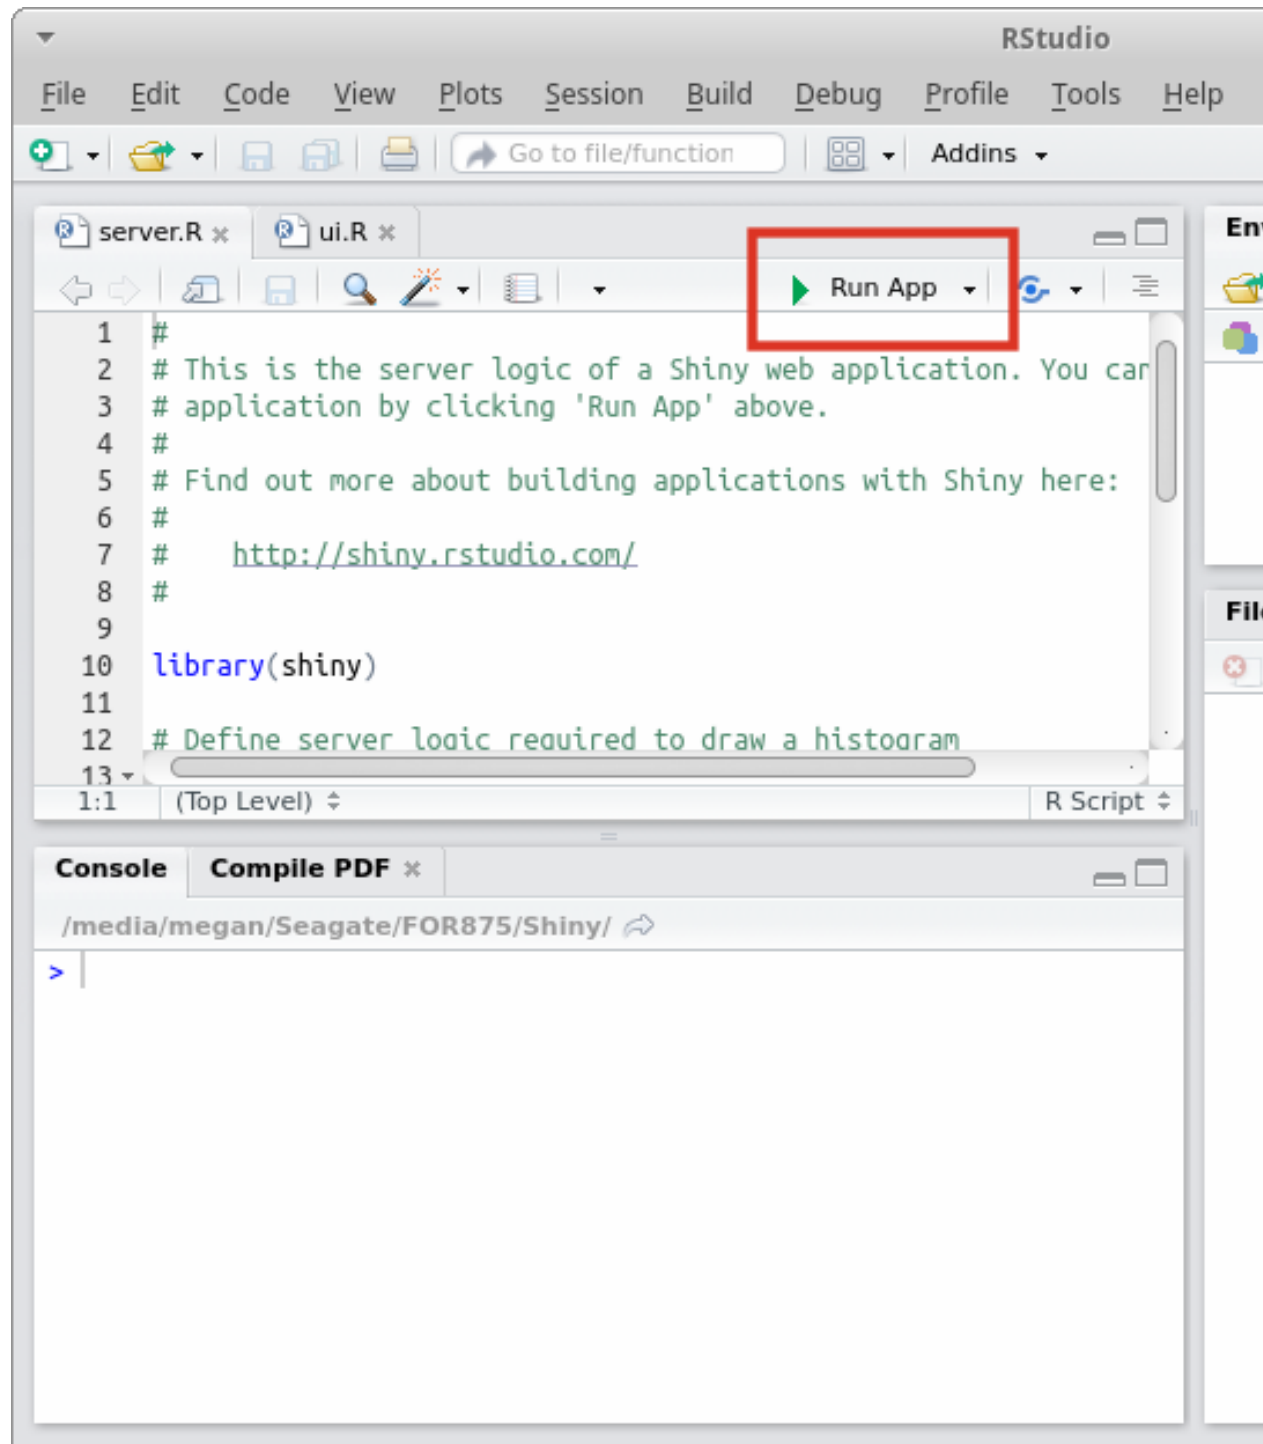 RStudio
File Edit Code View Plots Session Build Debug Profile Tools Help
Go to file/function Addins
server.R ui.R
Run App
1 #
2 # This is the server logic of a Shiny web application. You can
3 # application by clicking 'Run App' above.
4 #
5 # Find out more about building applications with Shiny here:
6 #
7 # http://shiny.rstudio.com/
8 #
9
10 library(shiny)
11
12 # Define server logic required to draw a histogram
13
1:1 (Top Level) R Script
Console Compile PDF
/media/megan/Seagate/FOR875/Shiny/
>
En
Fil